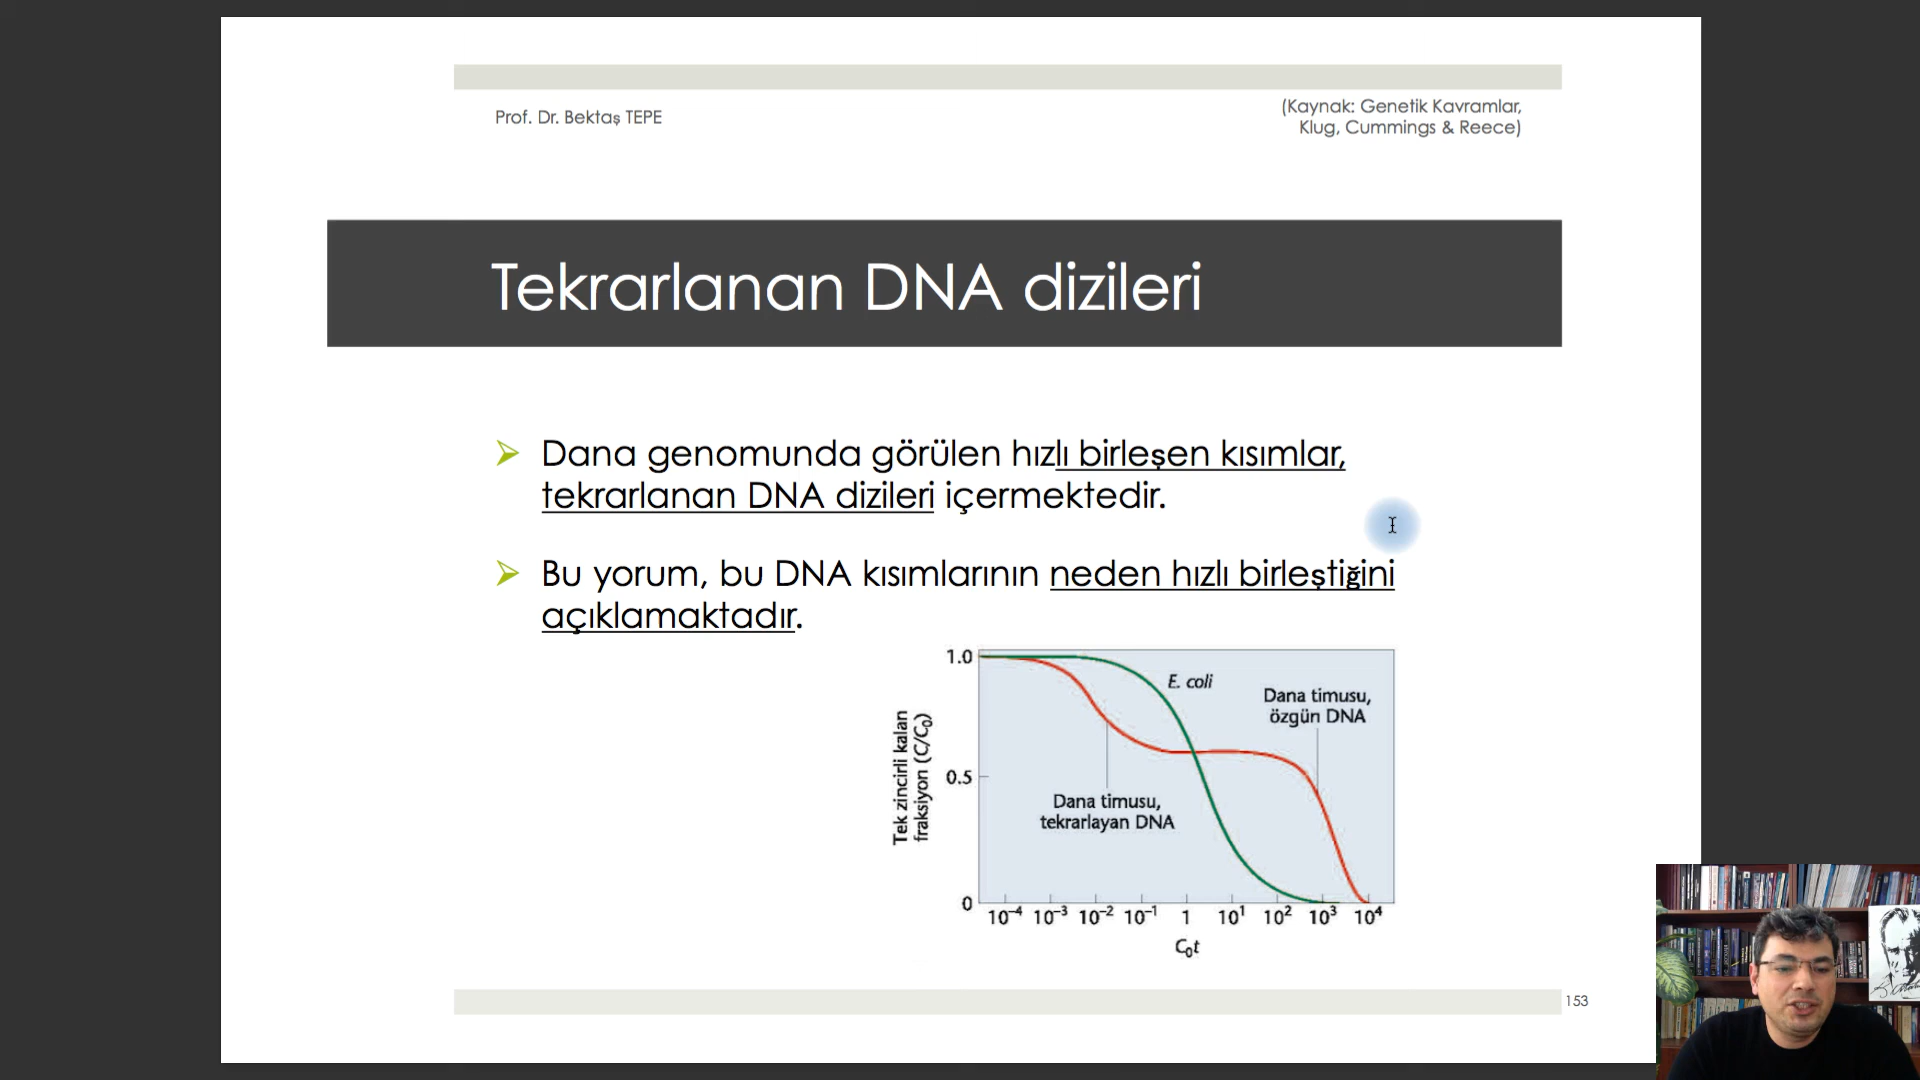 Prof. Dr. Bektaş TEPE
(Kaynak: Genetik Kavramlar,
Klug, Cummings & Reece)
Tekrarlanan DNA dizileri
Dana genomunda görülen hızlı birleşen kısımlar,
tekrarlanan DNA dizileri içermektedir.
Bu yorum, bu DNA kısımlarının neden hızlı birleştiğini
açıklamaktadır.
Tek zincirli kalan
fraksiyon (C/C₀)
1.0
0.5
0
E. coli
Dana timusu,
özgün DNA
Dana timusu,
tekrarlayan DNA
10⁻⁴ 10⁻³ 10⁻² 10⁻¹ 1 10¹ 10² 10³ 10⁴
C₀t
153